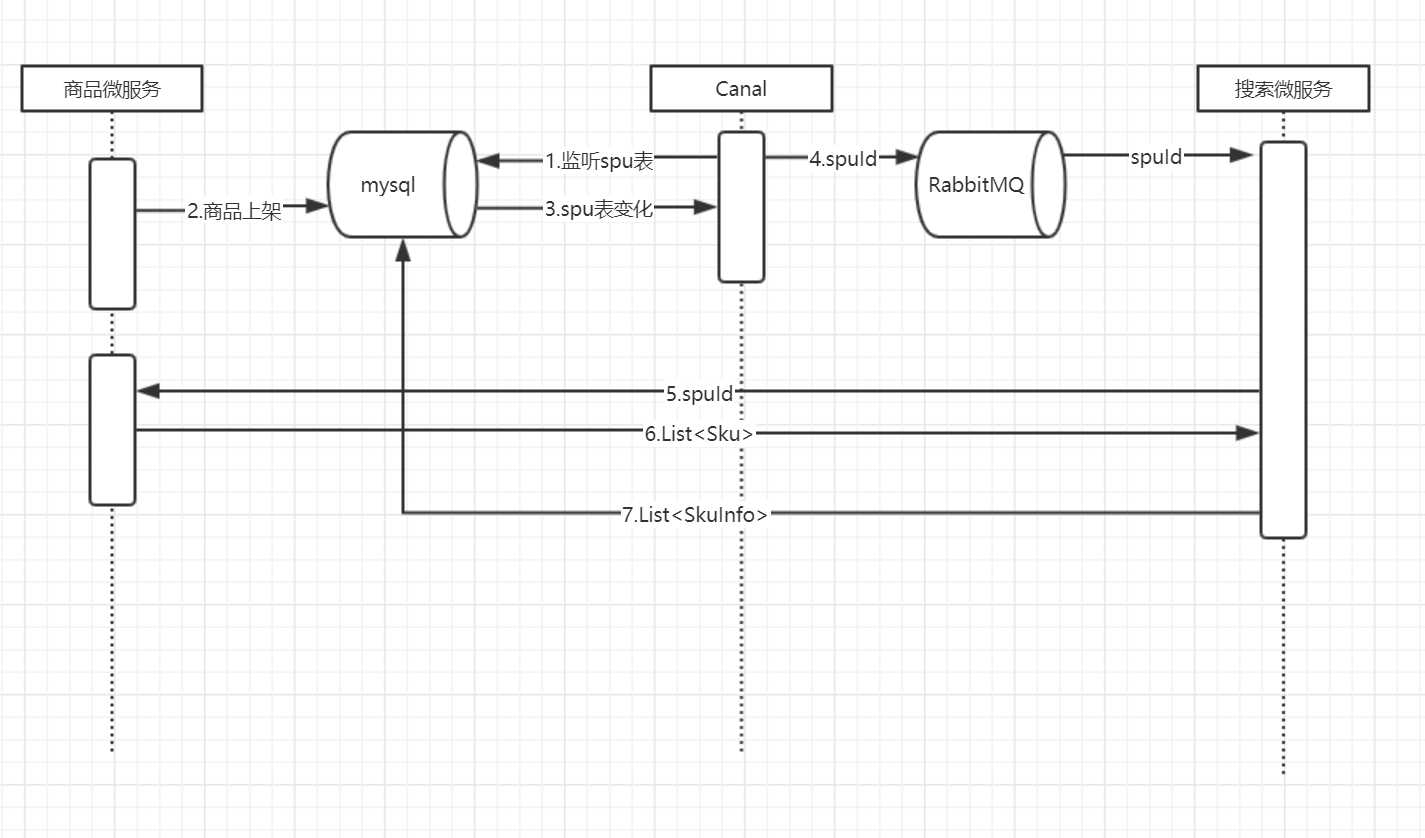 商品微服务
Canal
搜索微服务
mysql
1.监听spu表
4.spuId
RabbitMQ
spuId
2.商品上架
3.spu表变化
5.spuId
6.List<Sku>
7.List<SkuInfo>